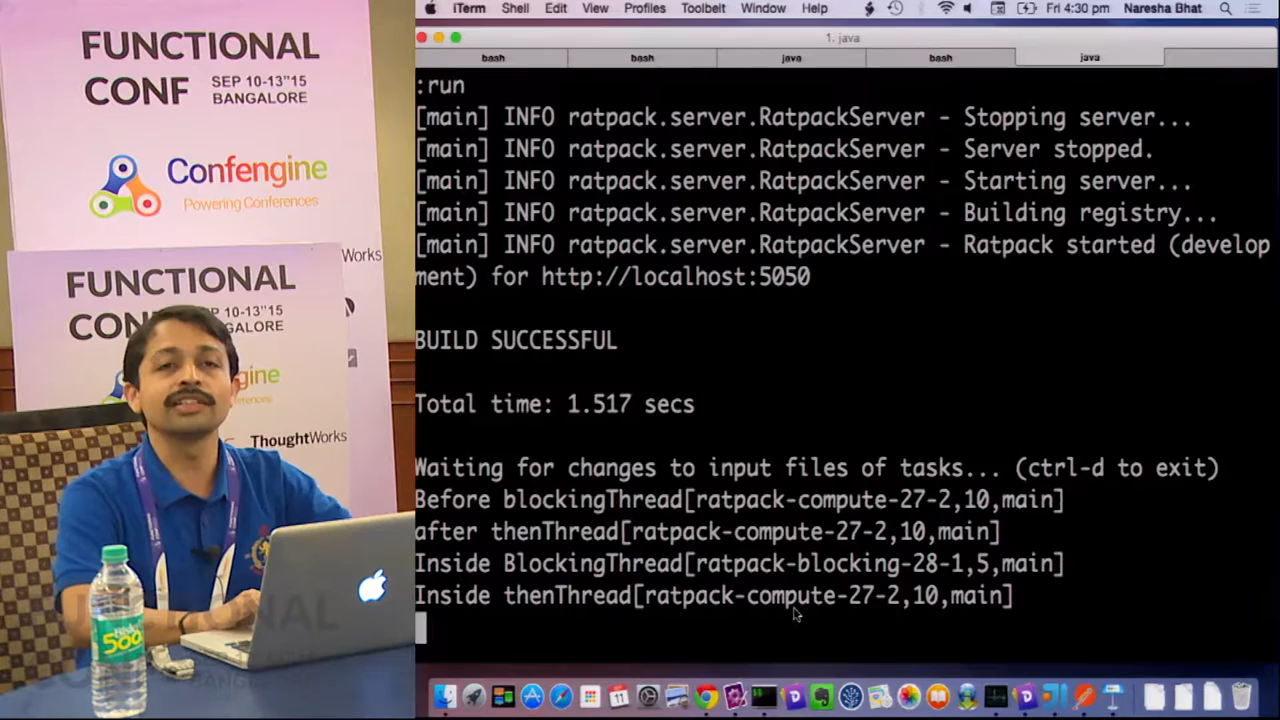 FUNCTIONAL
CONF SEP 10-13"15
BANGALORE
Confengine
Powering Conferences
Works
FUNCTIONAL
SEP 10-13"15
BANGALORE
ThoughtWorks
500
iTerm Shell Edit View Profiles Toolbelt Window Help Fri 4:30 pm Naresha Bhat
1. java
bash bash java bash java
:run
[main] INFO ratpack.server.RatpackServer - Stopping server...
[main] INFO ratpack.server.RatpackServer - Server stopped.
[main] INFO ratpack.server.RatpackServer - Starting server...
[main] INFO ratpack.server.RatpackServer - Building registry...
[main] INFO ratpack.server.RatpackServer - Ratpack started (develop
ment) for http://localhost:5050
BUILD SUCCESSFUL
Total time: 1.517 secs
Waiting for changes to input files of tasks... (ctrl-d to exit)
Before blockingThread[ratpack-compute-27-2,10,main]
after thenThread[ratpack-compute-27-2,10,main]
Inside BlockingThread[ratpack-blocking-28-1,5,main]
Inside thenThread[ratpack-compute-27-2,10,main]
11